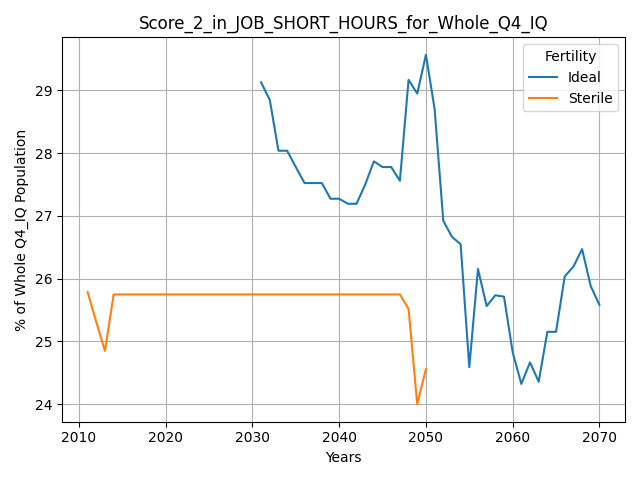 Score_2_in_JOB_SHORT_HOURS_for_Whole_Q4_IQ
Fertility
Ideal
Sterile
% of Whole Q4_IQ Population
29
28
27
26
25
24
2010
2020
2030
2040
2050
2060
2070
Years